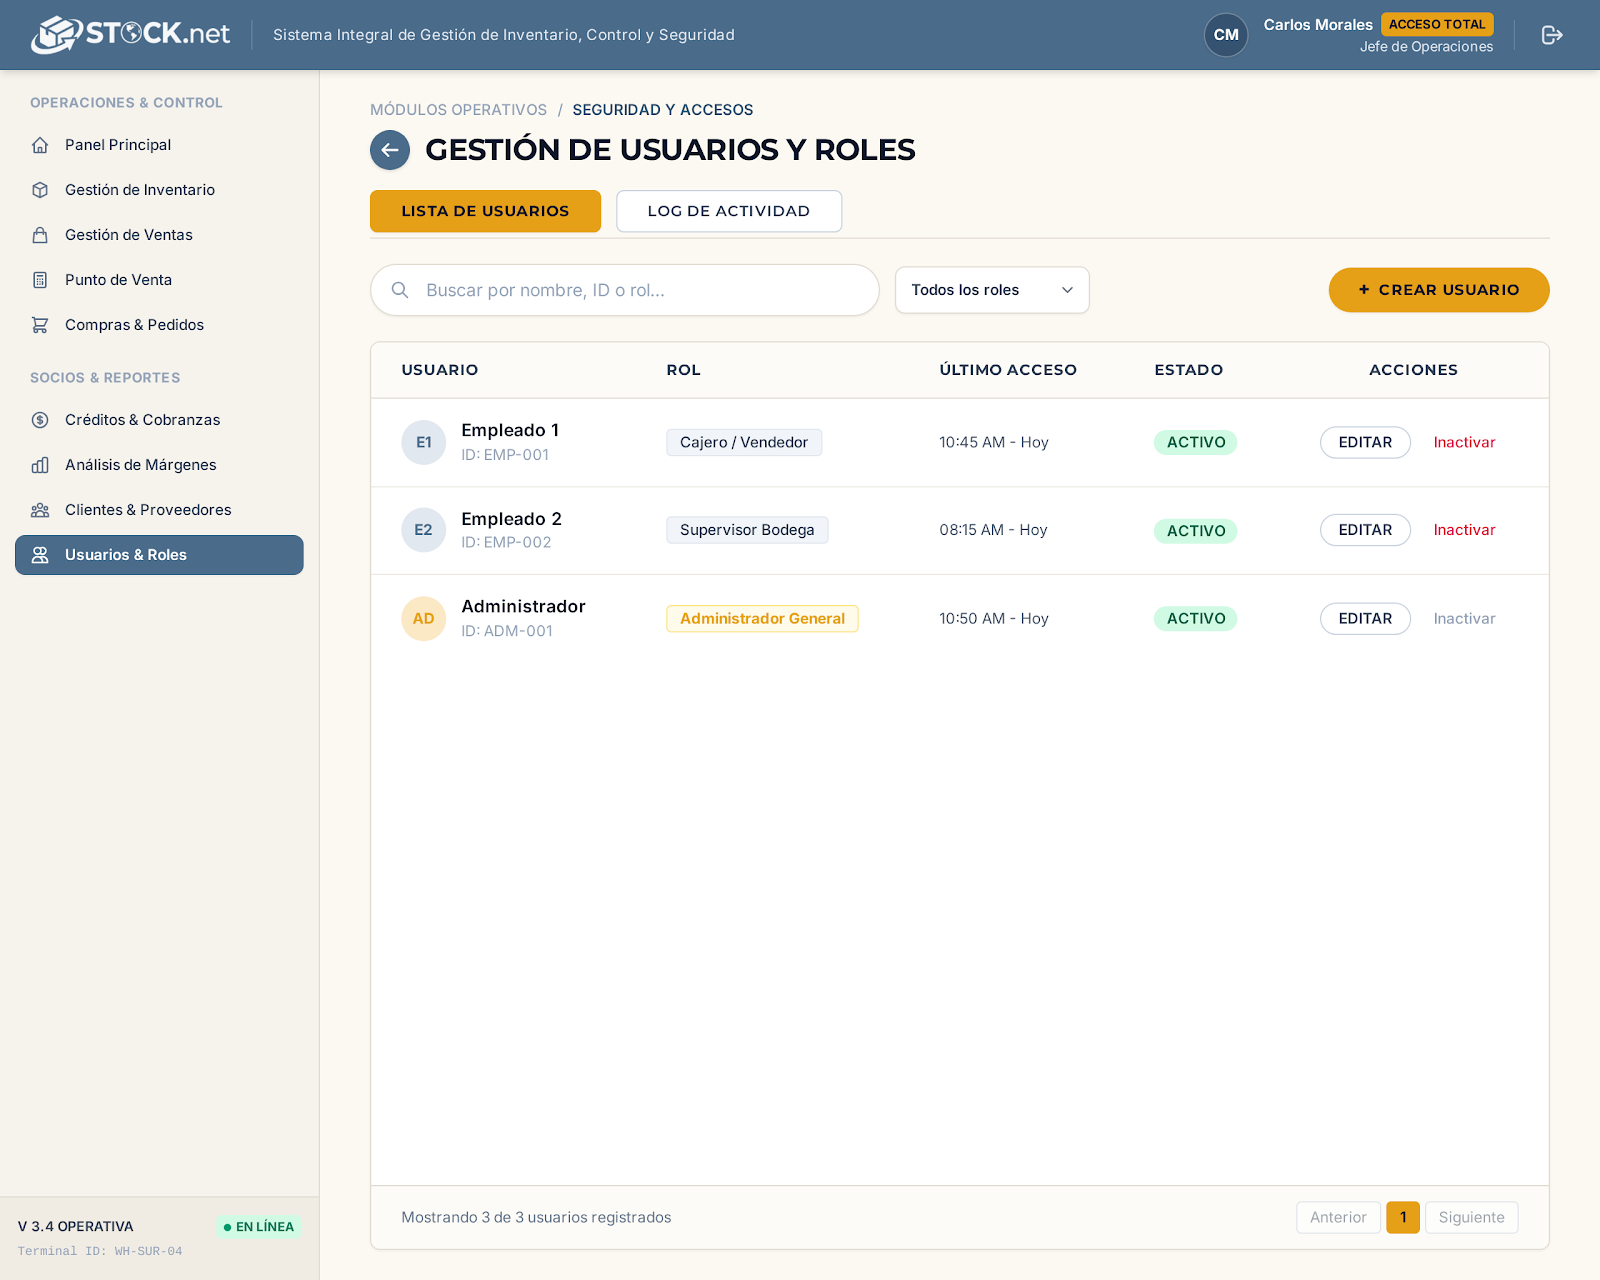 STOCK.net
Sistema Integral de Gestión de Inventario, Control y Seguridad
CM
Carlos Morales
ACCESO TOTAL
Jefe de Operaciones
OPERACIONES & CONTROL
Panel Principal
Gestión de Inventario
Gestión de Ventas
Punto de Venta
Compras & Pedidos
SOCIOS & REPORTES
Créditos & Cobranzas
Análisis de Márgenes
Clientes & Proveedores
Usuarios & Roles
V 3.4 OPERATIVA
EN LÍNEA
Terminal ID: WH-SUR-04
MÓDULOS OPERATIVOS / SEGURIDAD Y ACCESOS
GESTIÓN DE USUARIOS Y ROLES
LISTA DE USUARIOS
LOG DE ACTIVIDAD
Buscar por nombre, ID o rol...
Todos los roles
+ CREAR USUARIO
USUARIO ROL ÚLTIMO ACCESO ESTADO ACCIONES
E1 Empleado 1
ID: EMP-001
Cajero / Vendedor
10:45 AM - Hoy
ACTIVO
EDITAR
Inactivar
E2 Empleado 2
ID: EMP-002
Supervisor Bodega
08:15 AM - Hoy
ACTIVO
EDITAR
Inactivar
AD Administrador
ID: ADM-001
Administrador General
10:50 AM - Hoy
ACTIVO
EDITAR
Inactivar
Mostrando 3 de 3 usuarios registrados
Anterior 1 Siguiente